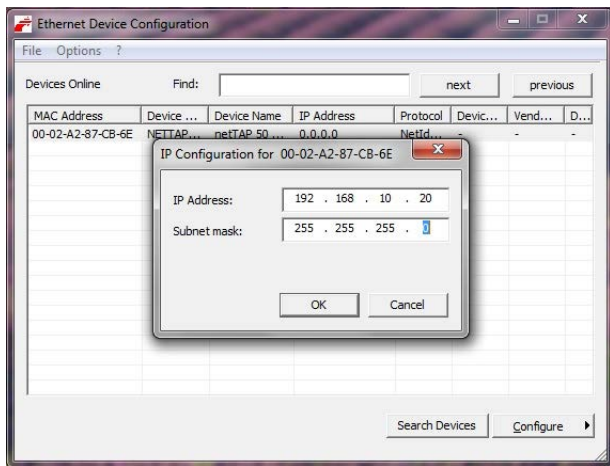 Ethernet Device Configuration
File Options ?
Devices Online Find: next previous
MAC Address Device ... Device Name IP Address Protocol Devic... Vend... D...
00-02-A2-87-CB-6E NETTAP... netTAP 50 ... 0.0.0.0 NetId... - - -
IP Configuration for 00-02-A2-87-CB-6E
IP Address: 192 . 168 . 10 . 20
Subnet mask: 255 . 255 . 255 . 0
OK Cancel
Search Devices Configure